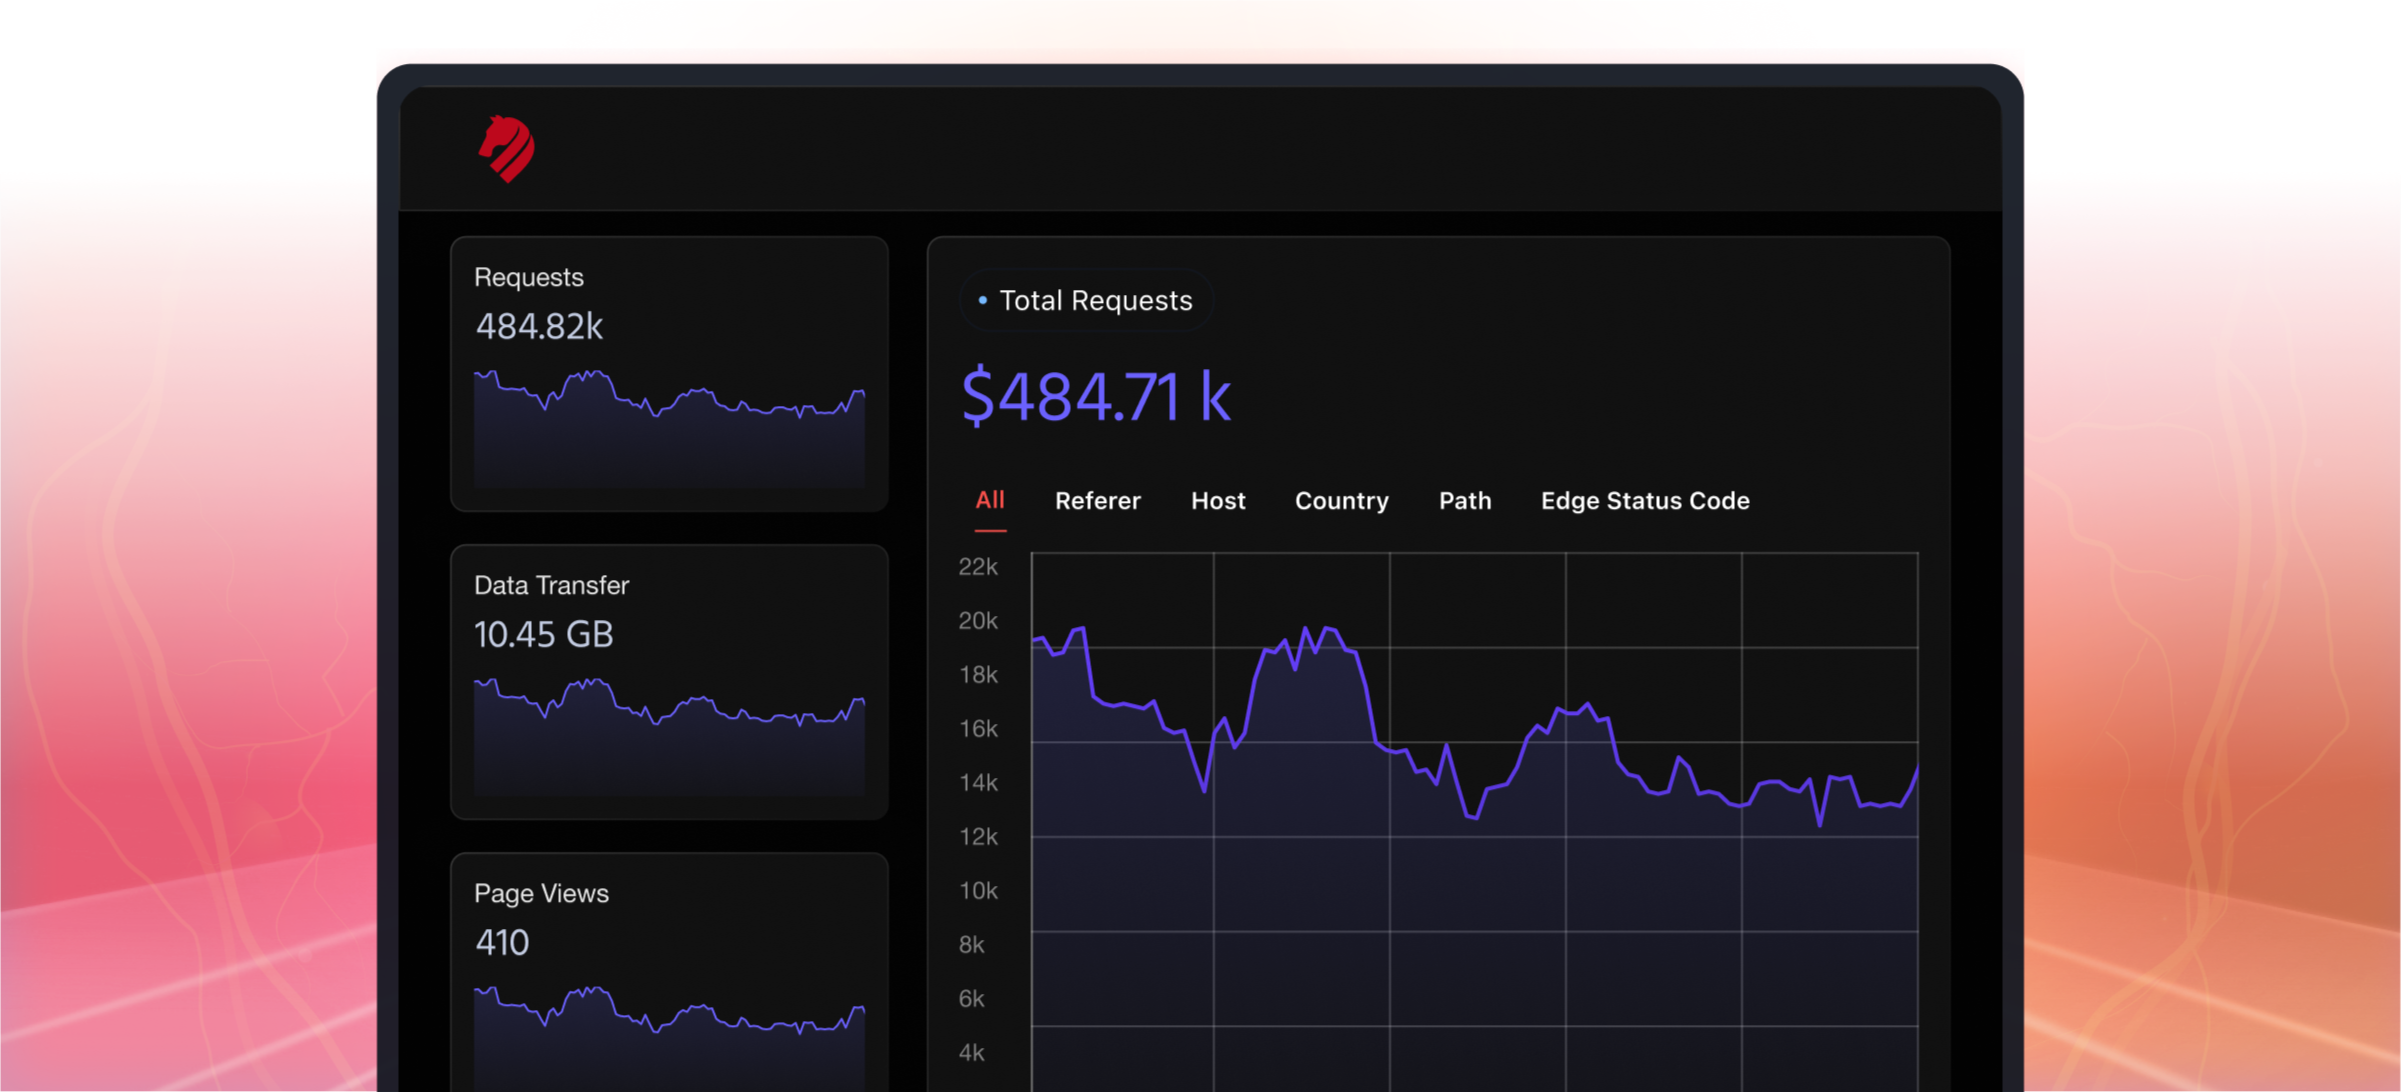 Requests
484.82k
Data Transfer
10.45 GB
Page Views
410
Total Requests
$484.71 k
All Referer Host Country Path Edge Status Code
22k
20k
18k
16k
14k
12k
10k
8k
6k
4k